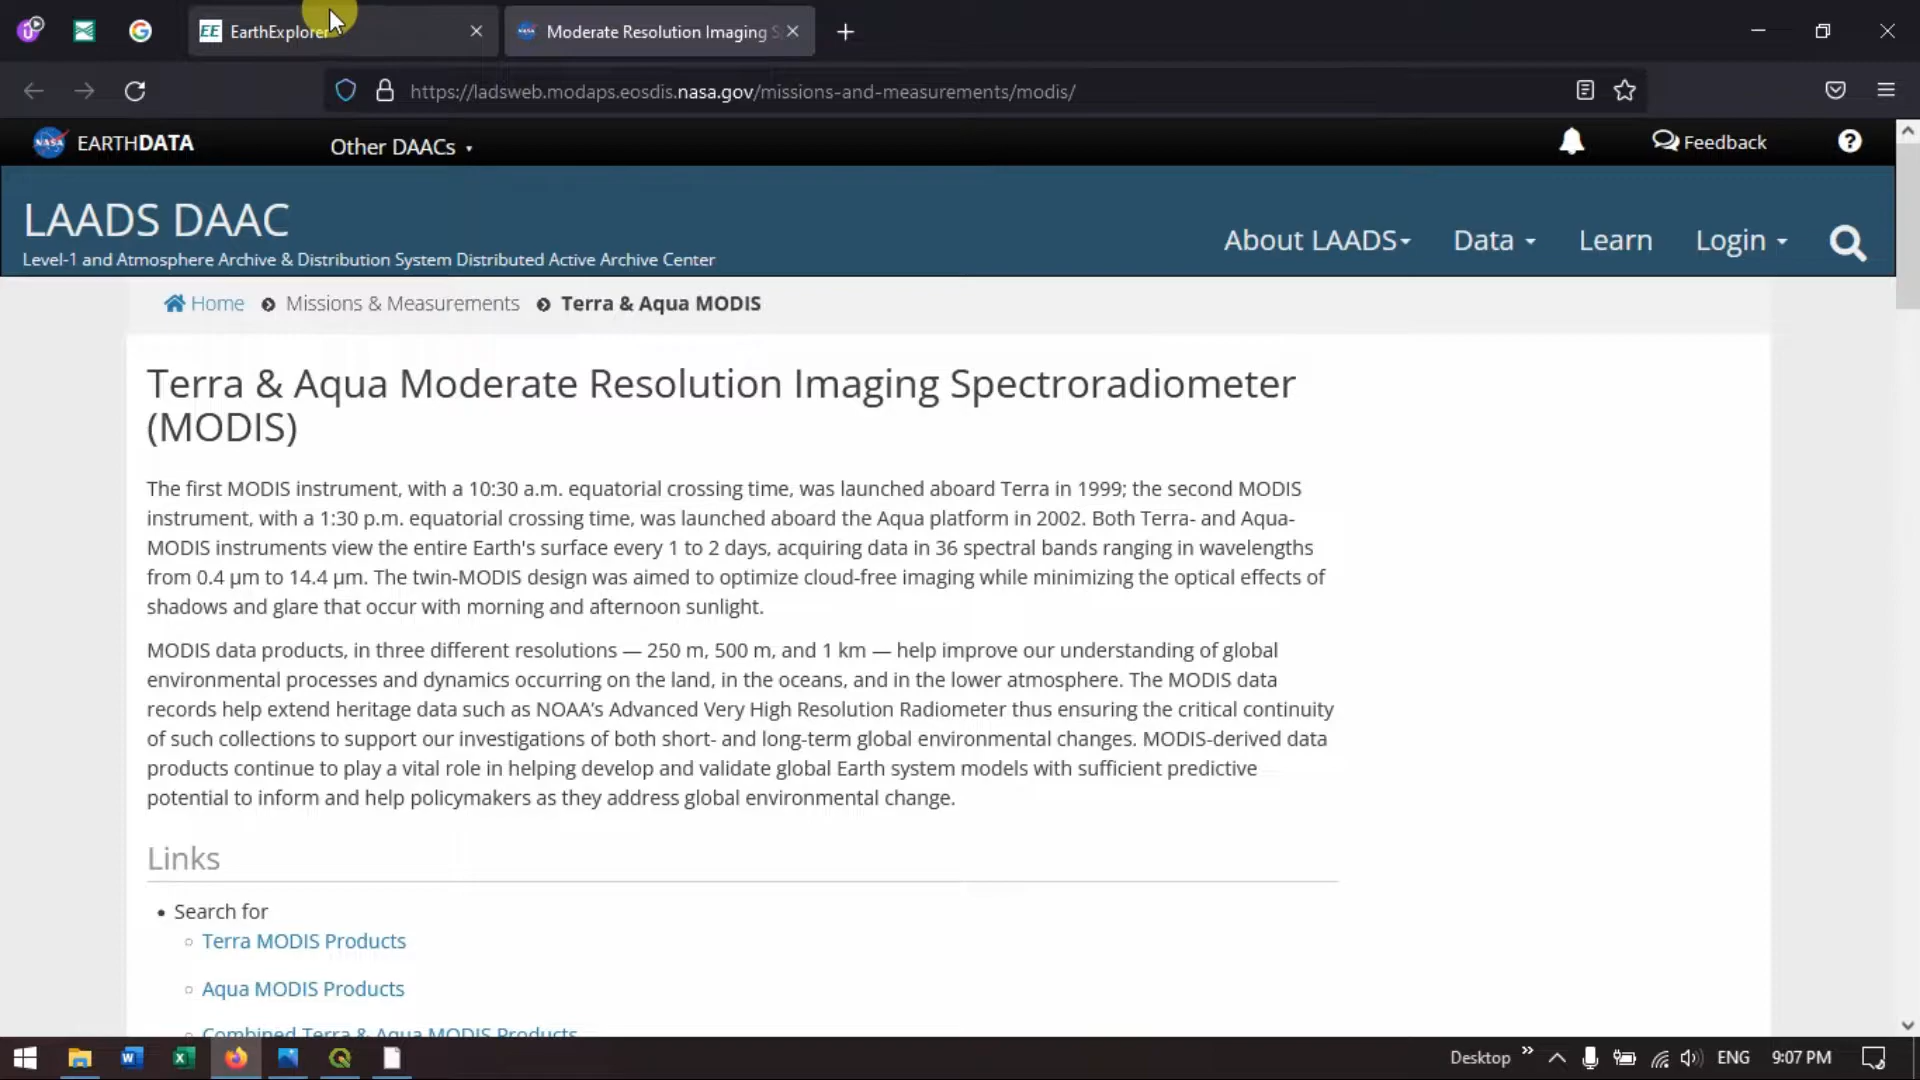 EE EarthExplorer
Moderate Resolution Imaging S
https://ladsweb.modaps.eosdis.nasa.gov/missions-and-measurements/modis/
NASA EARTHDATA
Other DAACs
Feedback
LAADS DAAC
Level-1 and Atmosphere Archive & Distribution System Distributed Active Archive Center
About LAADS
Data
Learn
Login
Home
Missions & Measurements
Terra & Aqua MODIS
Terra & Aqua Moderate Resolution Imaging Spectroradiometer
(MODIS)
The first MODIS instrument, with a 10:30 a.m. equatorial crossing time, was launched aboard Terra in 1999; the second MODIS
instrument, with a 1:30 p.m. equatorial crossing time, was launched aboard the Aqua platform in 2002. Both Terra- and Aqua-
MODIS instruments view the entire Earth's surface every 1 to 2 days, acquiring data in 36 spectral bands ranging in wavelengths
from 0.4 μm to 14.4 μm. The twin-MODIS design was aimed to optimize cloud-free imaging while minimizing the optical effects of
shadows and glare that occur with morning and afternoon sunlight.
MODIS data products, in three different resolutions — 250 m, 500 m, and 1 km — help improve our understanding of global
environmental processes and dynamics occurring on the land, in the oceans, and in the lower atmosphere. The MODIS data
records help extend heritage data such as NOAA’s Advanced Very High Resolution Radiometer thus ensuring the critical continuity
of such collections to support our investigations of both short- and long-term global environmental changes. MODIS-derived data
products continue to play a vital role in helping develop and validate global Earth system models with sufficient predictive
potential to inform and help policymakers as they address global environmental change.
Links
Search for
Terra MODIS Products
Aqua MODIS Products
Combined Terra & Aqua MODIS Products
Desktop
ENG
9:07 PM